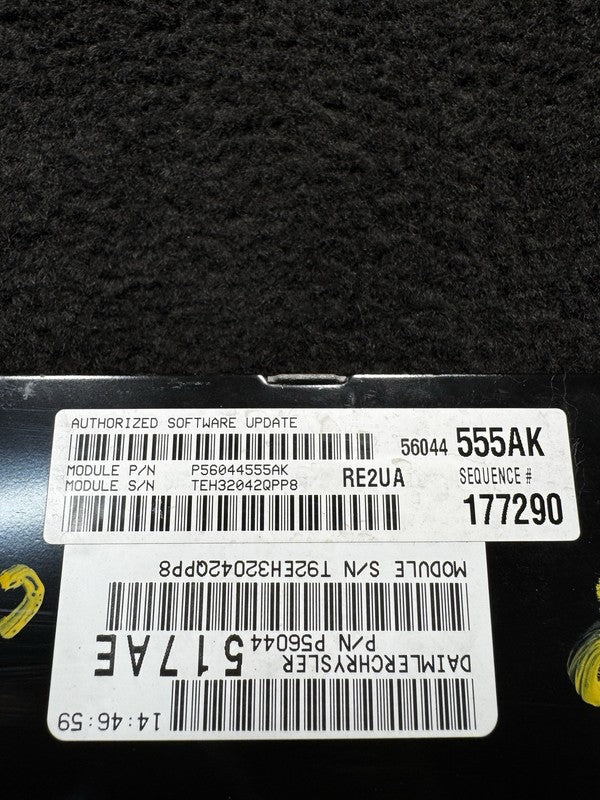 AUTHORIZED SOFTWARE UPDATE
56044 555AK
MODULE P/N P56044555AK
MODULE S/N TEH32042QPP8
RE2UA
SEQUENCE #
177290
DAIMLERCHRYSLER
P/N P56044
517AE
MODULE S/N T92EH32042QPP8
14:46:59